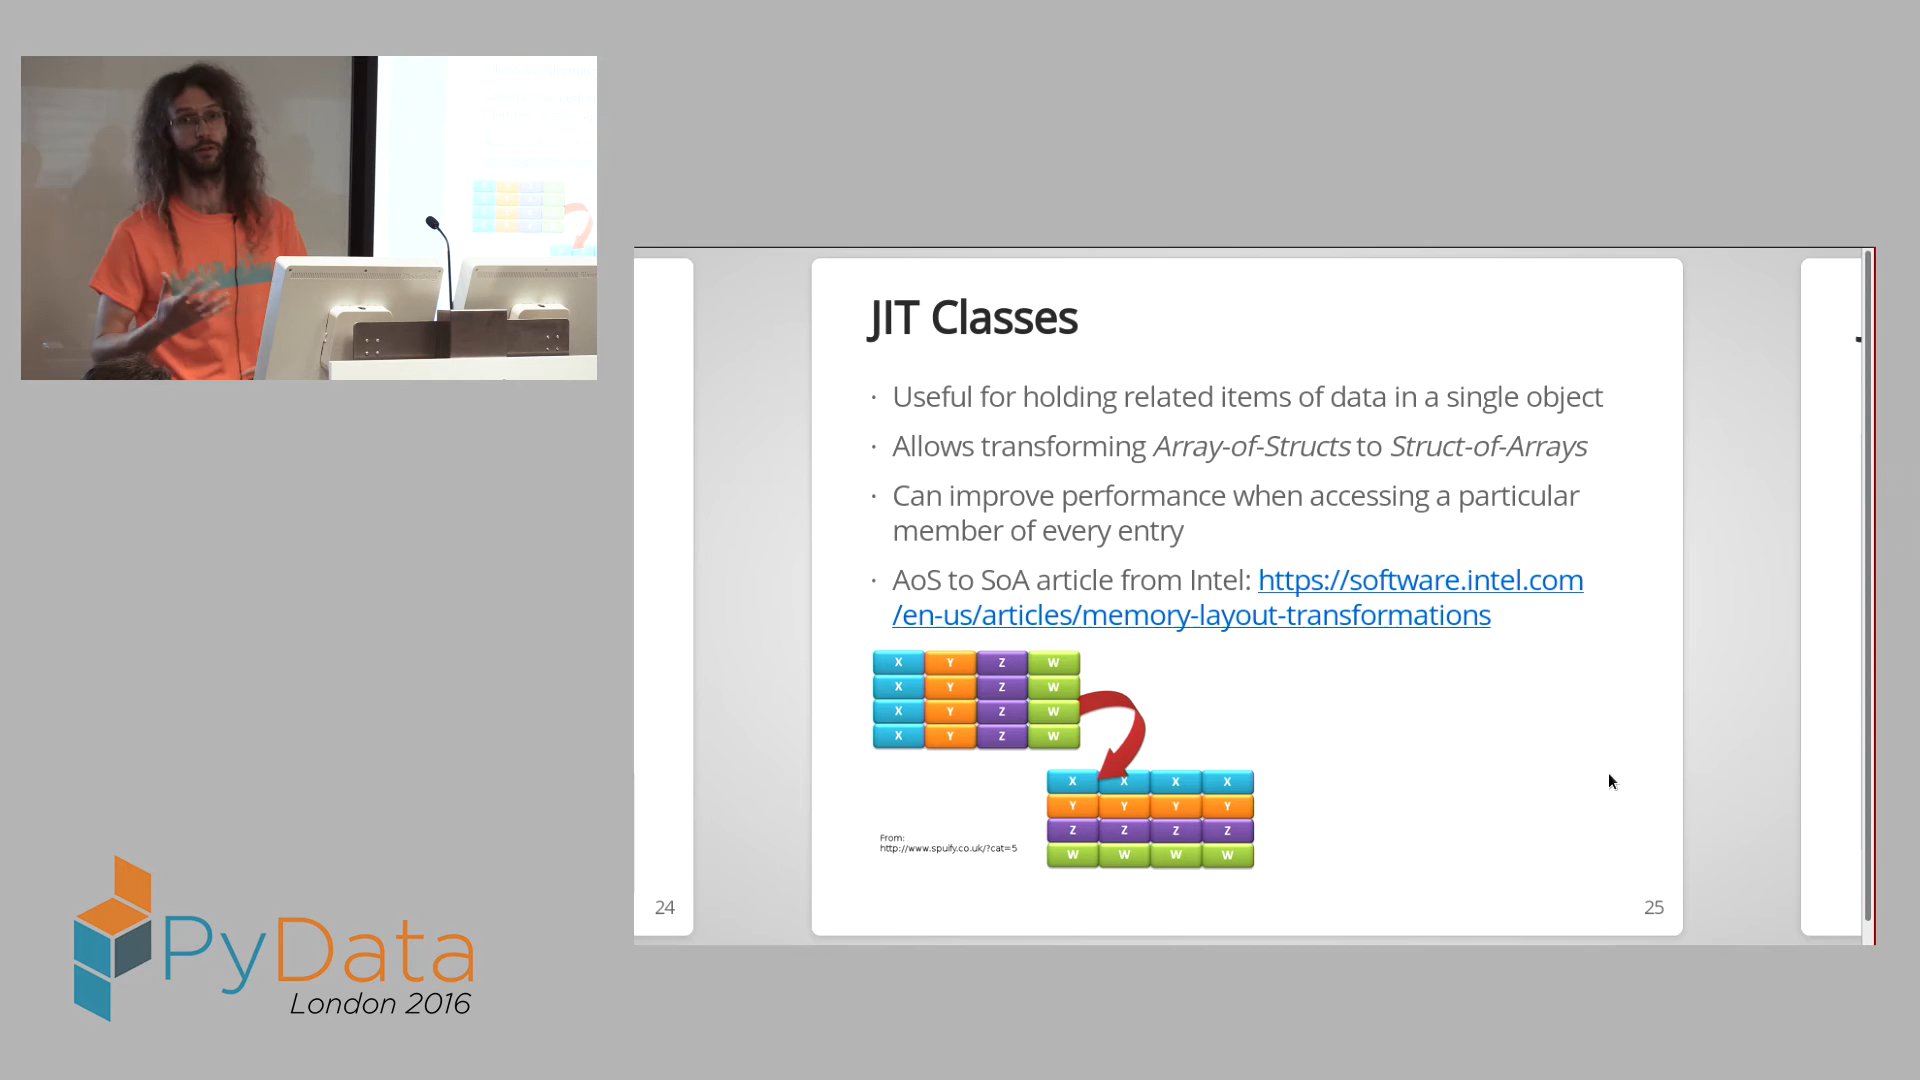 JIT Classes
· Useful for holding related items of data in a single object
· Allows transforming Array-of-Structs to Struct-of-Arrays
· Can improve performance when accessing a particular
member of every entry
· AoS to SoA article from Intel: https://software.intel.com
/en-us/articles/memory-layout-transformations
X Y Z W
X Y Z W
X Y Z W
X Y Z W
X X X X
Y Y Y Y
Z Z Z Z
W W W W
From:
http://www.spuify.co.uk/?cat=5
24
25
PyData
London 2016